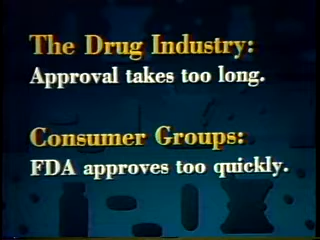 The Drug Industry:
Approval takes too long.
Consumer Groups:
FDA approves too quickly.